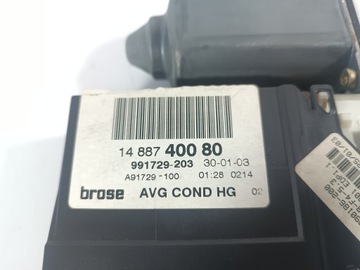 14 887 400 80
991729-203 30-01-03
A91729-100 01:28 0214
brose AVG COND HG 02